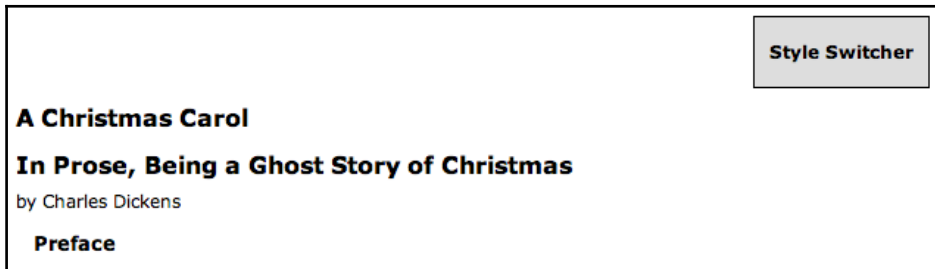 Style Switcher
A Christmas Carol
In Prose, Being a Ghost Story of Christmas
by Charles Dickens
Preface